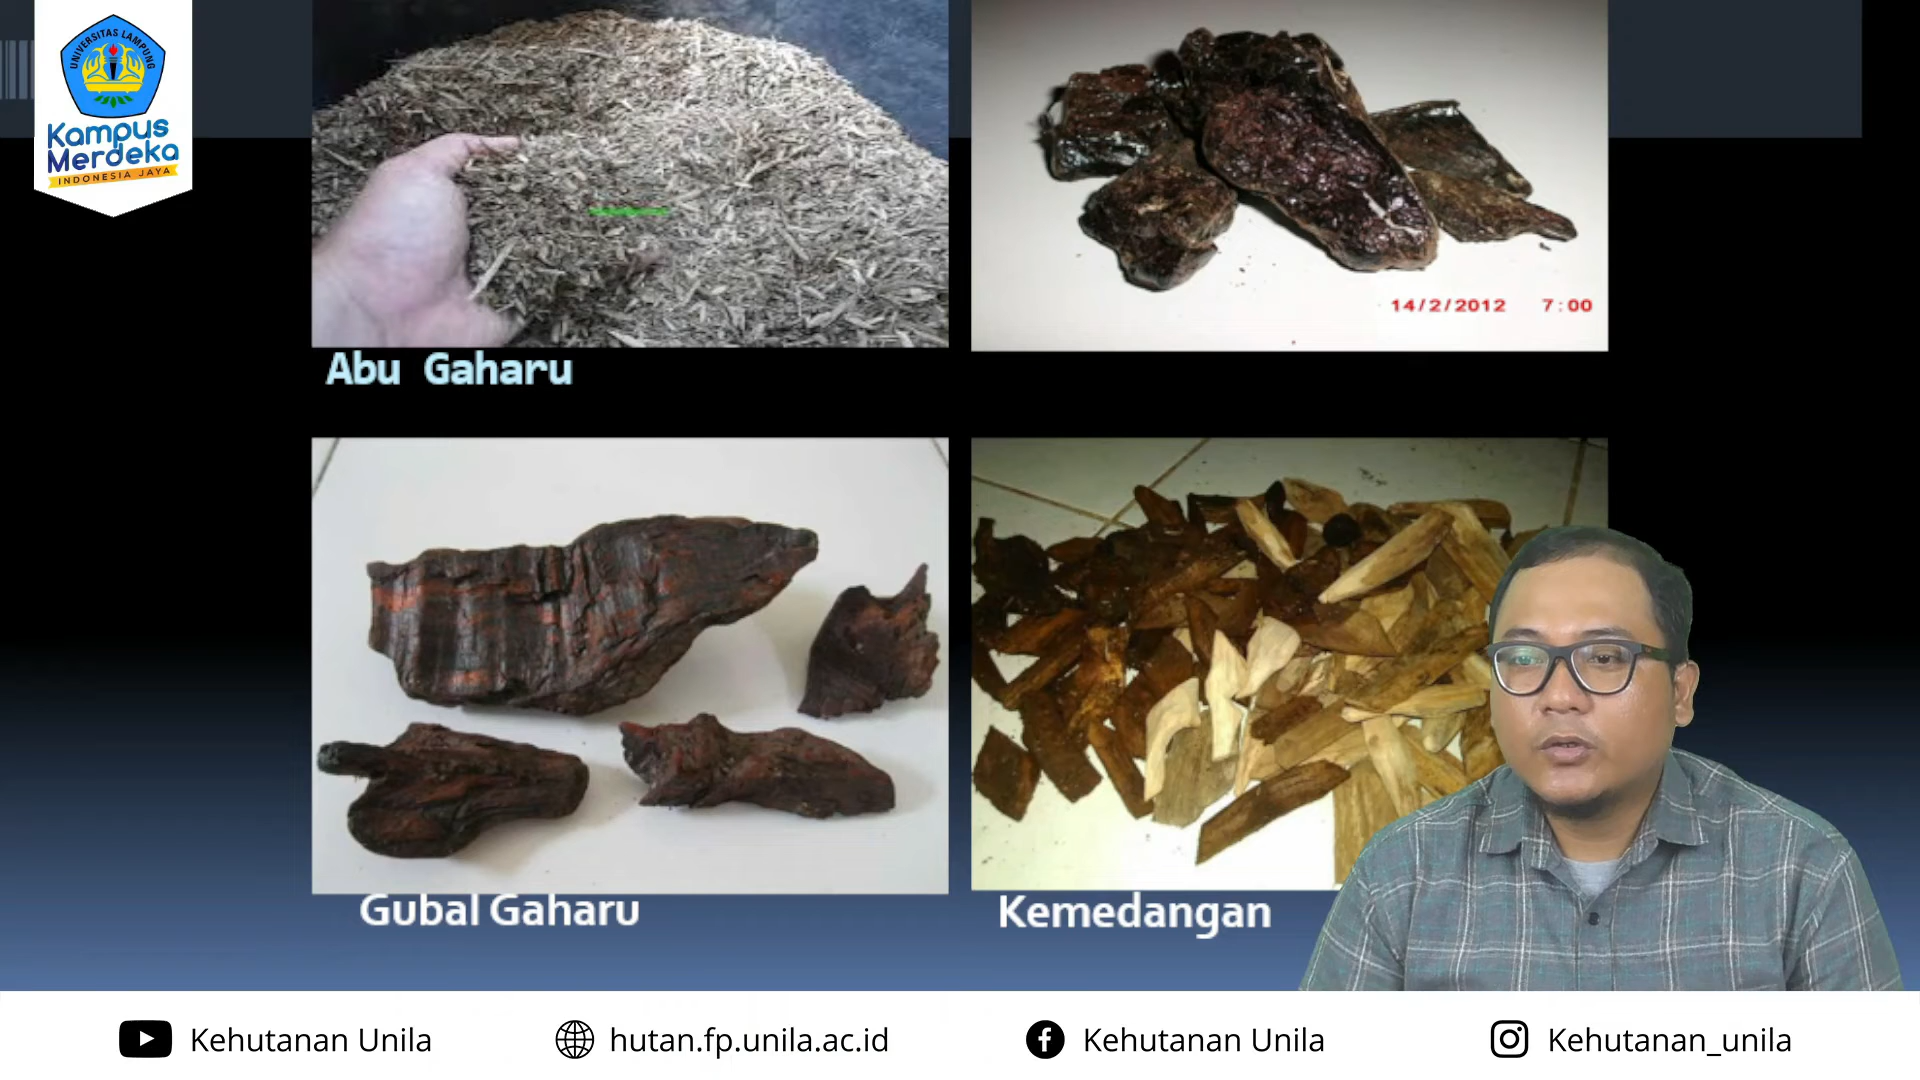 UNIVERSITAS LAMPUNG
Kampus
Merdeka
INDONESIA JAYA
14/2/2012 7:00
Abu Gaharu
Gubal Gaharu
Kemedangan
Kehutanan Unila
hutan.fp.unila.ac.id
Kehutanan Unila
Kehutanan_unila